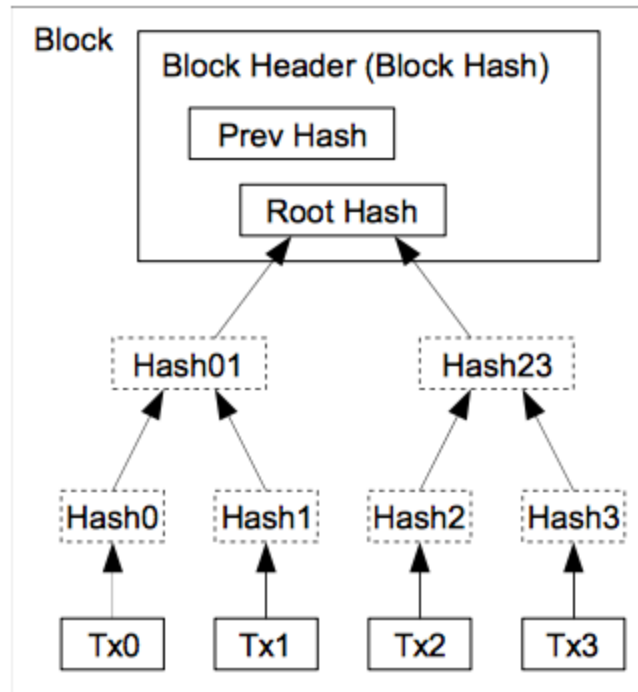 Block
Block Header (Block Hash)
Prev Hash
Root Hash
Hash01
Hash23
Hash0
Hash1
Hash2
Hash3
Tx0
Tx1
Tx2
Tx3